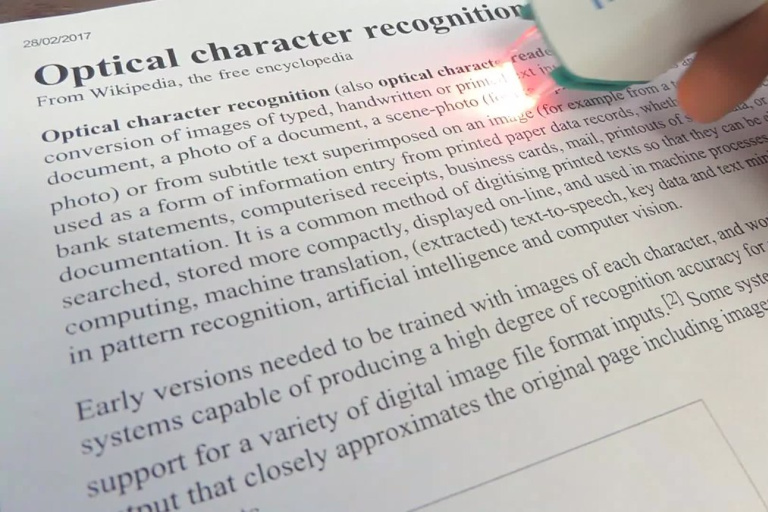 28/02/2017
Optical character recognition
From Wikipedia, the free encyclopedia
Optical character recognition (also optical characte reade
conversion of images of typed, handwritten or print text in
document, a photo of a document, a scene-photo
photo) or from subtitle text superimposed on an image (for example from a
used as a form of information entry from printed paper data records,
bank statements, computerised receipts, business cards, mail, printouts of
documentation. It is a common method of digitising printed texts so that they can be
searched, stored more compactly, displayed on-line, and used in machine processes
computing, machine translation, (extracted) text-to-speech, key data and text
in pattern recognition, artificial intelligence and computer vision.
Early versions needed to be trained with images of each character, and
systems capable of producing a high degree of recognition accuracy for
support for a variety of digital image file format inputs.[2] Some
that closely approximates the original page including